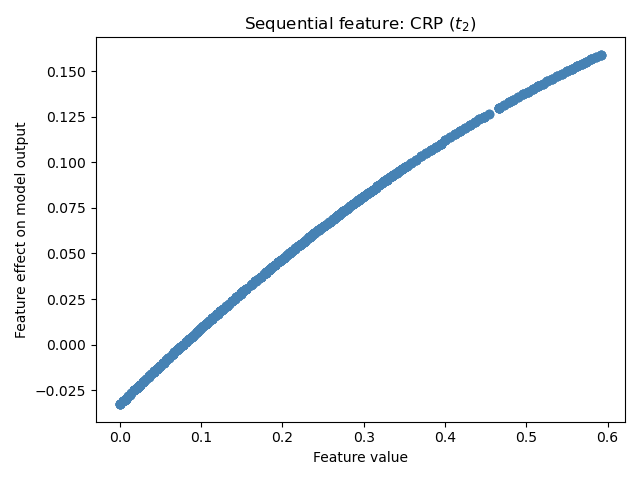 Sequential feature: CRP (t₂)
0.150
0.125
0.100
0.075
0.050
0.025
0.000
−0.025
Feature effect on model output
0.0 0.1 0.2 0.3 0.4 0.5 0.6
Feature value